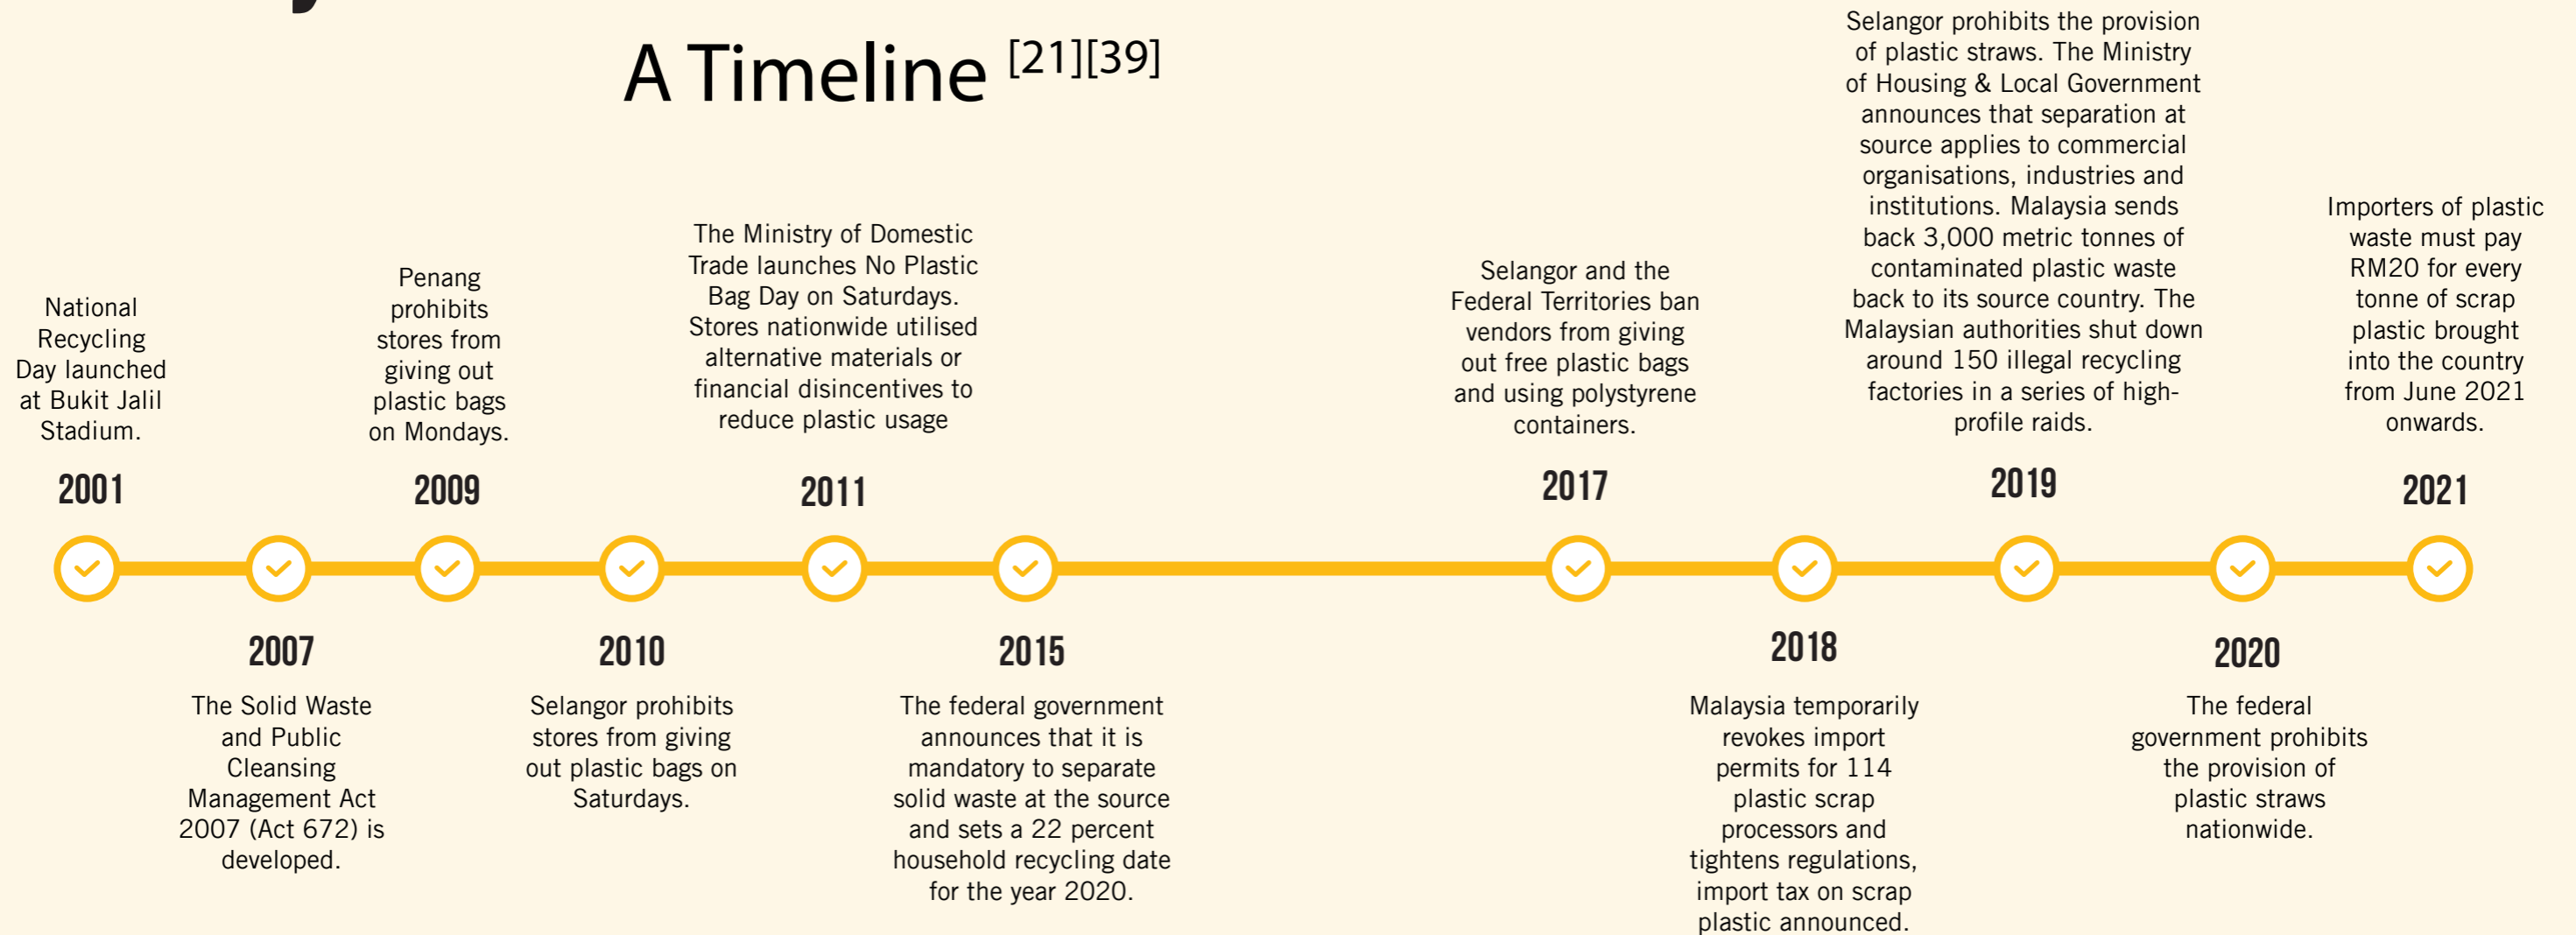 A Timeline [21][39]
National
Recycling
Day launched
at Bukit Jalil
Stadium.
2001
2007
The Solid Waste
and Public
Cleansing
Management Act
2007 (Act 672) is
developed.
Penang
prohibits
stores from
giving out
plastic bags
on Mondays.
2009
2010
Selangor prohibits
stores from giving
out plastic bags on
Saturdays.
The Ministry of Domestic
Trade launches No Plastic
Bag Day on Saturdays.
Stores nationwide utilised
alternative materials or
financial disincentives to
reduce plastic usage
2011
2015
The federal government
announces that it is
mandatory to separate
solid waste at the source
and sets a 22 percent
household recycling date
for the year 2020.
Selangor and the
Federal Territories ban
vendors from giving
out free plastic bags
and using polystyrene
containers.
2017
2018
Malaysia temporarily
revokes import
permits for 114
plastic scrap
processors and
tightens regulations,
import tax on scrap
plastic announced.
Selangor prohibits the provision
of plastic straws. The Ministry
of Housing & Local Government
announces that separation at
source applies to commercial
organisations, industries and
institutions. Malaysia sends
back 3,000 metric tonnes of
contaminated plastic waste
back to its source country. The
Malaysian authorities shut down
around 150 illegal recycling
factories in a series of high-
profile raids.
2019
2020
The federal
government prohibits
the provision of
plastic straws
nationwide.
Importers of plastic
waste must pay
RM20 for every
tonne of scrap
plastic brought
into the country
from June 2021
onwards.
2021